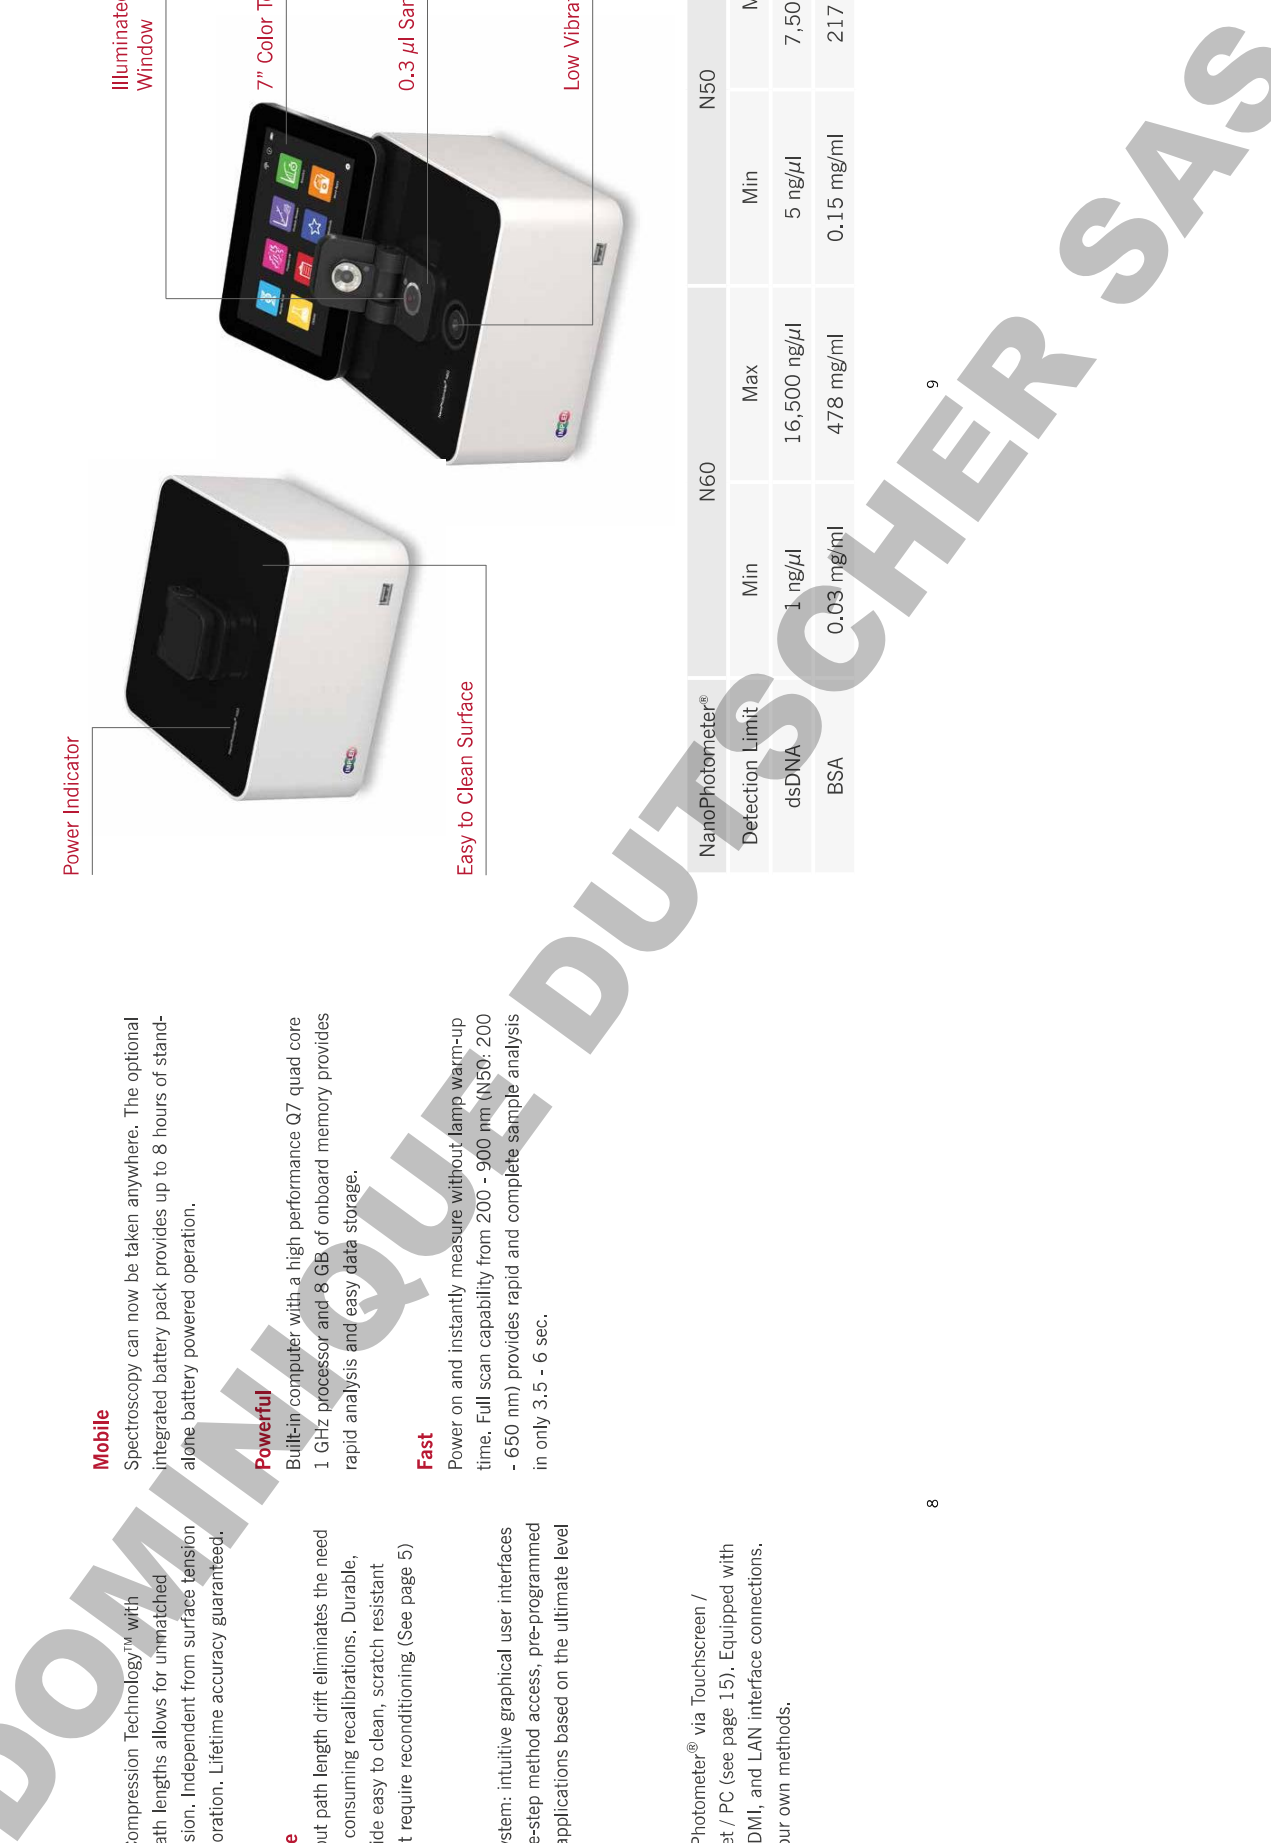 ompression Technology™ with
ath lengths allows for unmatched
sion. Independent from surface tension
oration. Lifetime accuracy guaranteed.
e
ut path length drift eliminates the need
consuming recalibrations. Durable,
ide easy to clean, scratch resistant
t require reconditioning (See page 5)
ystem: intuitive graphical user interfaces
e-step method access, pre-programmed
applications based on the ultimate level
Photometer® via Touchscreen /
et / PC (see page 15). Equipped with
DMI, and LAN interface connections.
our own methods.
Mobile
Spectroscopy can now be taken anywhere. The optional
integrated battery pack provides up to 8 hours of stand-
alone battery powered operation.
Powerful
Built-in computer with a high performance Q7 quad core
1 GHz processor and 8 GB of onboard memory provides
rapid analysis and easy data storage.
Fast
Power on and instantly measure without lamp warm-up
time. Full scan capability from 200 - 900 nm (N50: 200
- 650 nm) provides rapid and complete sample analysis
in only 3.5 - 6 sec.
8
Power Indicator
Easy to Clean Surface
Illuminated
Window
7” Color T
0.3 µl Sa
Low Vibra
IMPLEN
IMPLEN
NanoPhotometer® N60 N50
Detection Limit Min Max Min M
dsDNA 1 ng/µl 16,500 ng/µl 5 ng/µl 7,50
BSA 0.03 mg/ml 478 mg/ml 0.15 mg/ml 217
9
DOMINIQUE DUTSCHER SAS